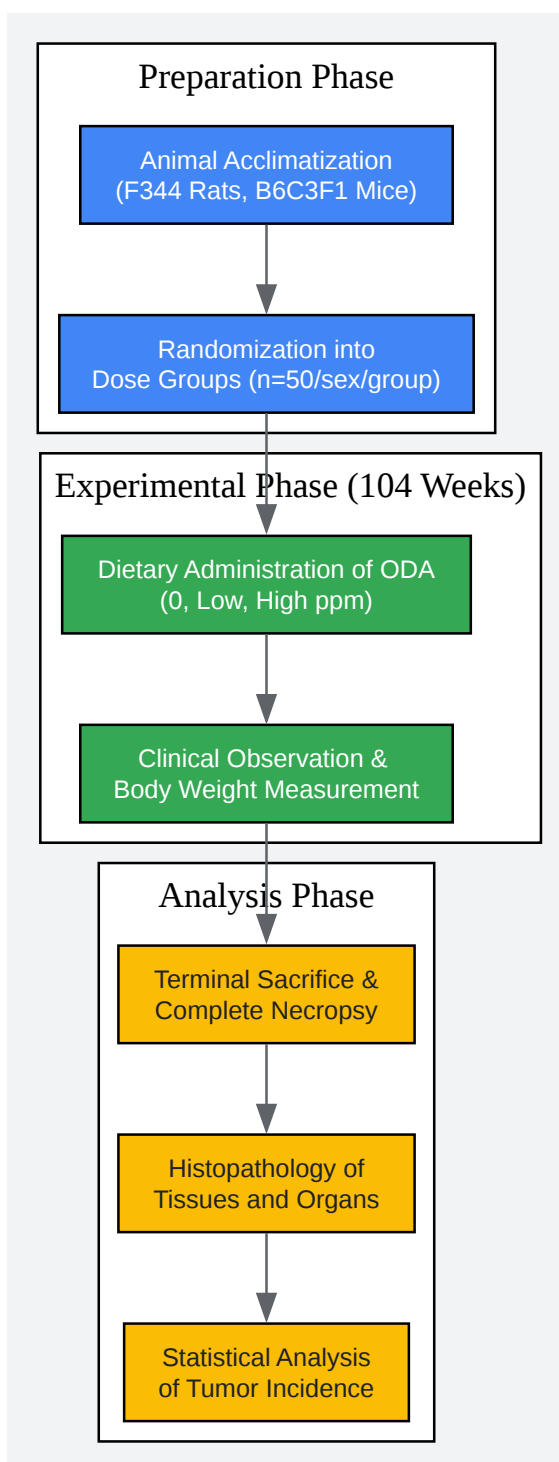 Preparation Phase
Animal Acclimatization
(F344 Rats, B6C3F1 Mice)
Randomization into
Dose Groups (n=50/sex/group)
Experimental Phase (104 Weeks)
Dietary Administration of ODA
(0, Low, High ppm)
Clinical Observation &
Body Weight Measurement
Analysis Phase
Terminal Sacrifice &
Complete Necropsy
Histopathology of
Tissues and Organs
Statistical Analysis
of Tumor Incidence